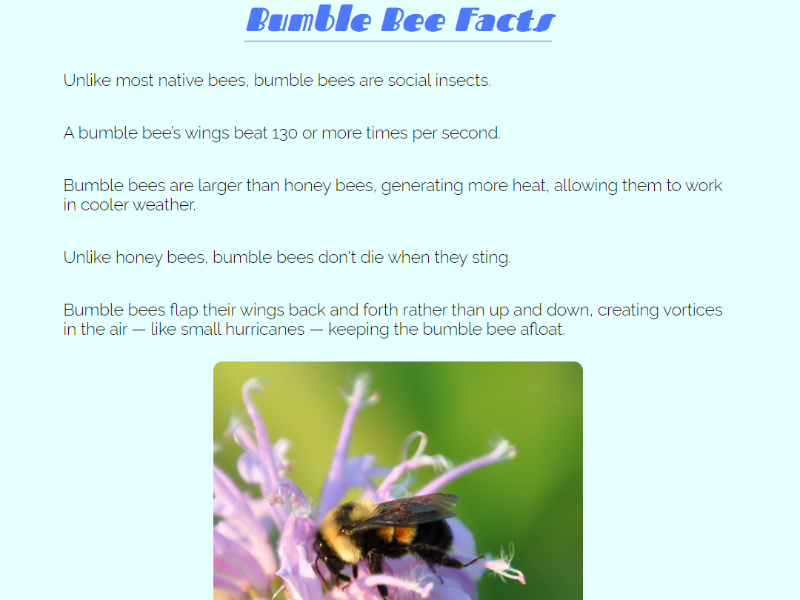 Bumble Bee Facts
Unlike most native bees, bumble bees are social insects.
A bumble bee's wings beat 130 or more times per second.
Bumble bees are larger than honey bees, generating more heat, allowing them to work
in cooler weather.
Unlike honey bees, bumble bees don't die when they sting.
Bumble bees flap their wings back and forth rather than up and down, creating vortices
in the air — like small hurricanes — keeping the bumble bee afloat.